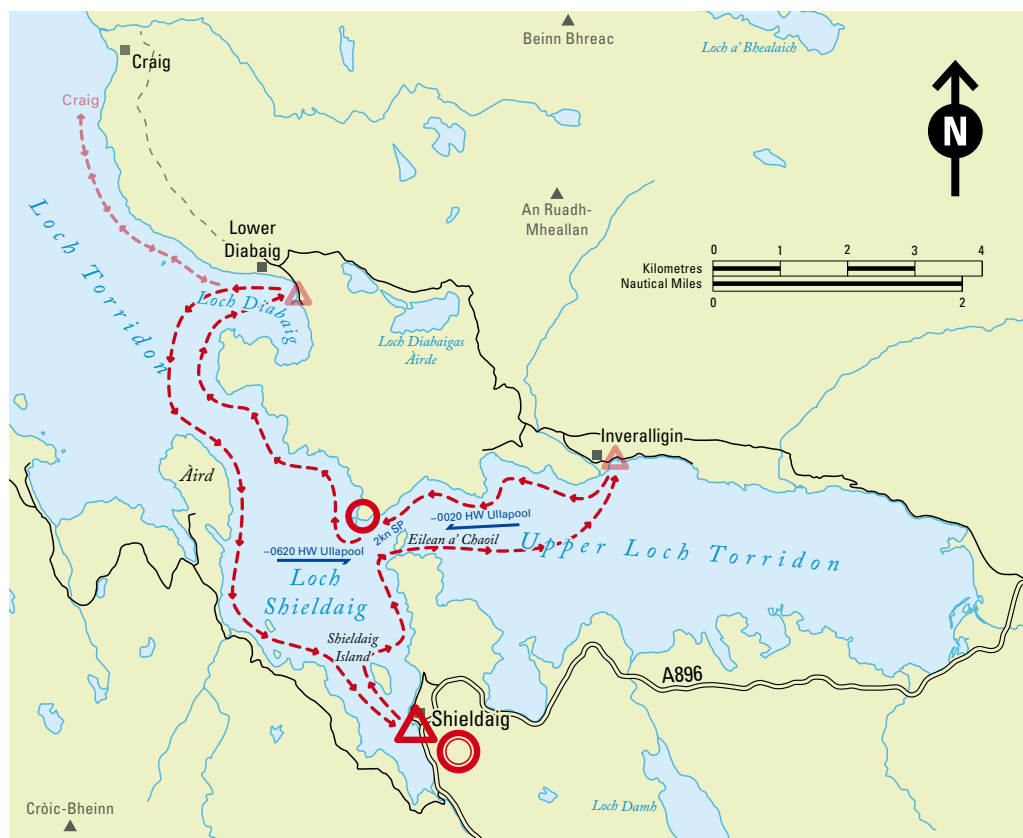 Beinn Bhreac
Loch a' Bhealaich
Craig
Craig
N
An Ruadh-
Mheallan
Loch Torridon
Lower
Diabaig
0 1 2 3 4
Kilometres
Nautical Miles
0 2
Loch Diabaig
Loch Diabaigas
Àirde
Inveralligin
Àird
–0020 HW Ullapool
2kn S.P.
Eilean a' Chaoil
Upper Loch Torridon
–0620 HW Ullapool
Loch
Shieldaig
Shieldaig
Island
A896
Shieldaig
Loch Damh
Cròic-Bheinn